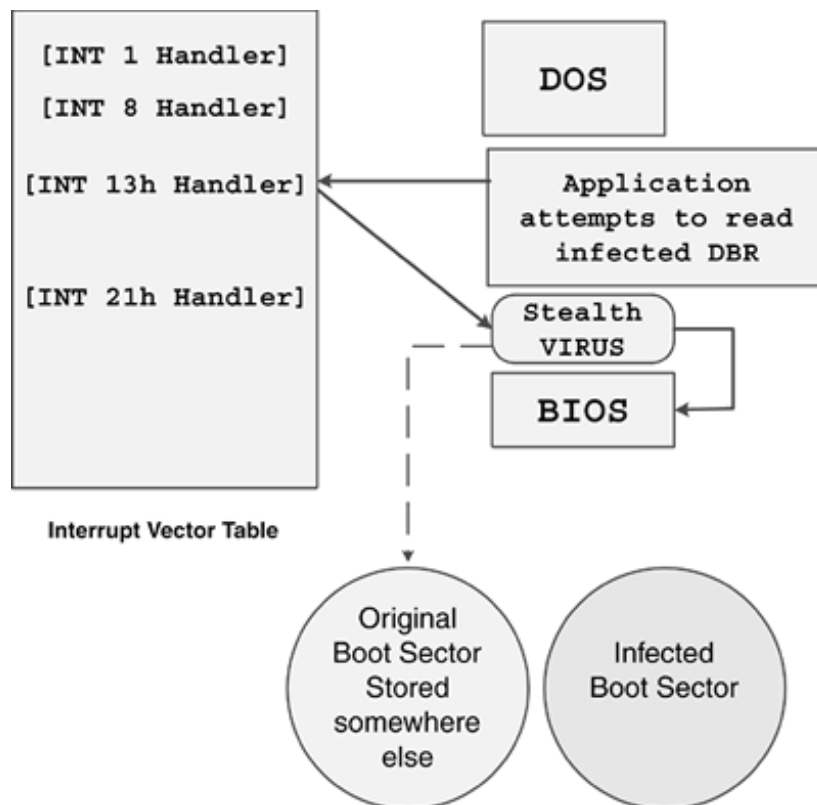 [INT 1 Handler]
[INT 8 Handler]
[INT 13h Handler]
[INT 21h Handler]
Interrupt Vector Table
DOS
Application
attempts to read
infected DBR
Stealth
VIRUS
BIOS
Original
Boot Sector
Stored
somewhere
else
Infected
Boot Sector